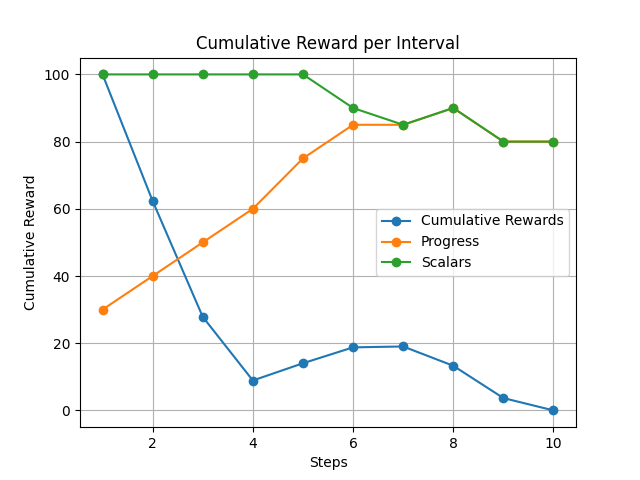 Cumulative Reward per Interval
100
80
60
40
20
0
Cumulative Reward
Cumulative Rewards
Progress
Scalars
2
4
6
8
10
Steps